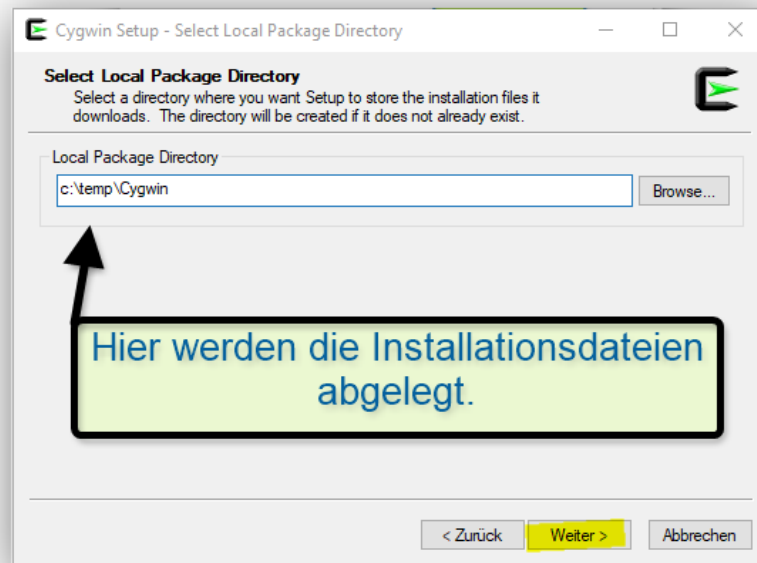 Cygwin Setup - Select Local Package Directory
Select Local Package Directory
Select a directory where you want Setup to store the installation files it
downloads. The directory will be created if it does not already exist.
Local Package Directory
c:\temp\Cygwin
Browse...
Hier werden die Installationsdateien
abgelegt.
< Zurück
Weiter >
Abbrechen